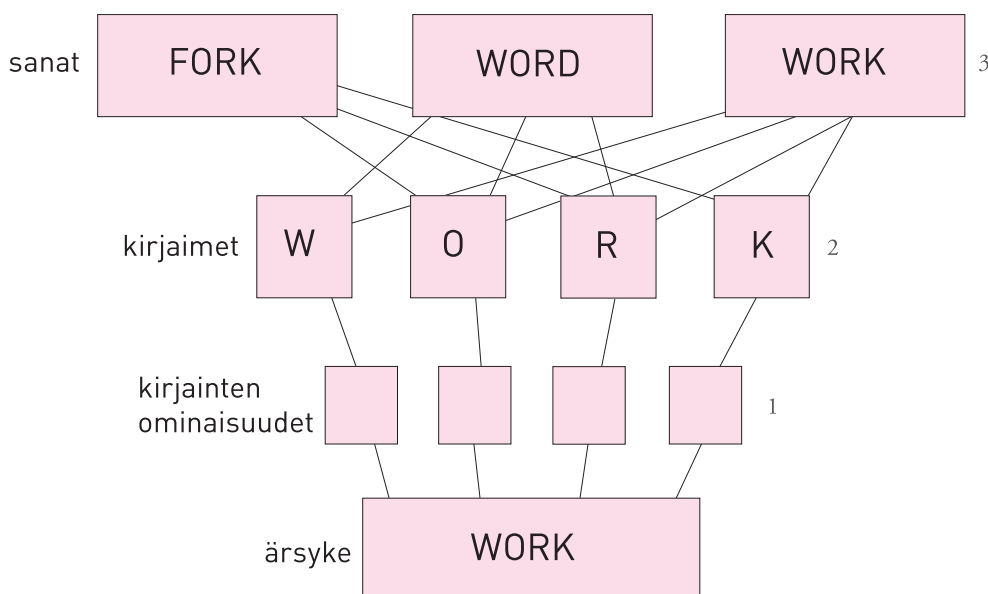 sanat FORK WORD WORK 3
kirjaimet W O R K 2
kirjainten
ominaisuudet 1
ärsyke WORK